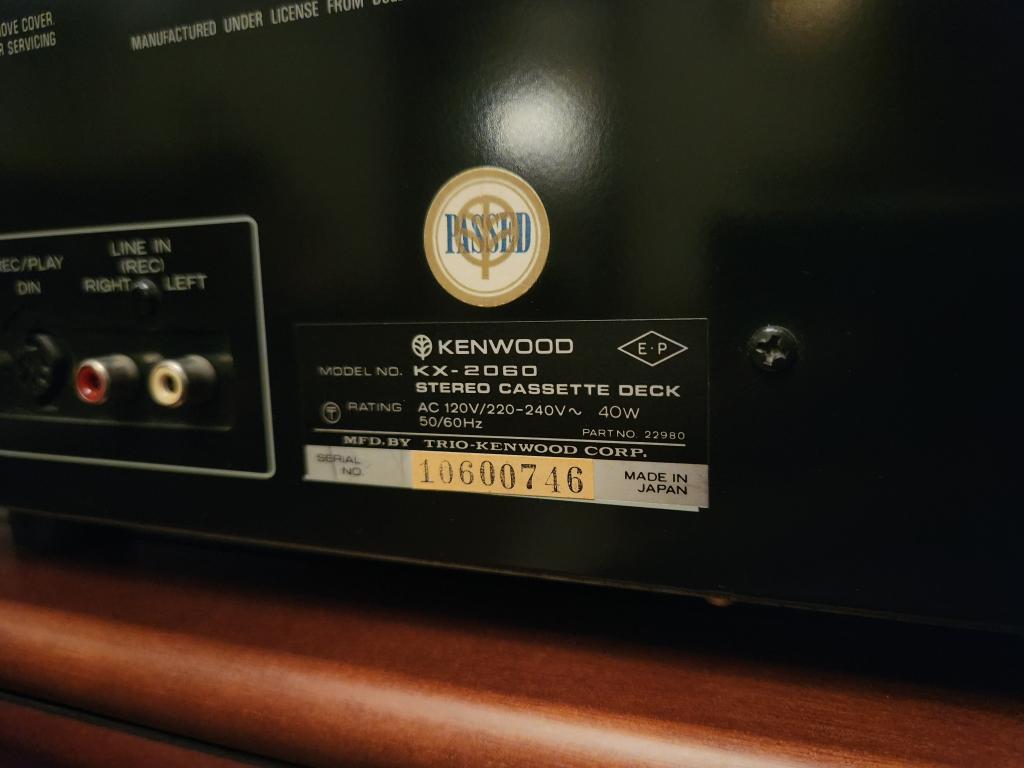 OVE COVER.
R SERVICING
MANUFACTURED UNDER LICENSE FROM
PASSED
REC/PLAY
DIN
LINE IN
(REC)
RIGHT LEFT
KENWOOD
E·P
MODEL NO. KX-2060
STEREO CASSETTE DECK
T RATING AC 120V/220-240V~ 40W
50/60Hz
PART NO. 22980
MFD.BY TRIO-KENWOOD CORP.
SERIAL NO. 10600746
MADE IN
JAPAN